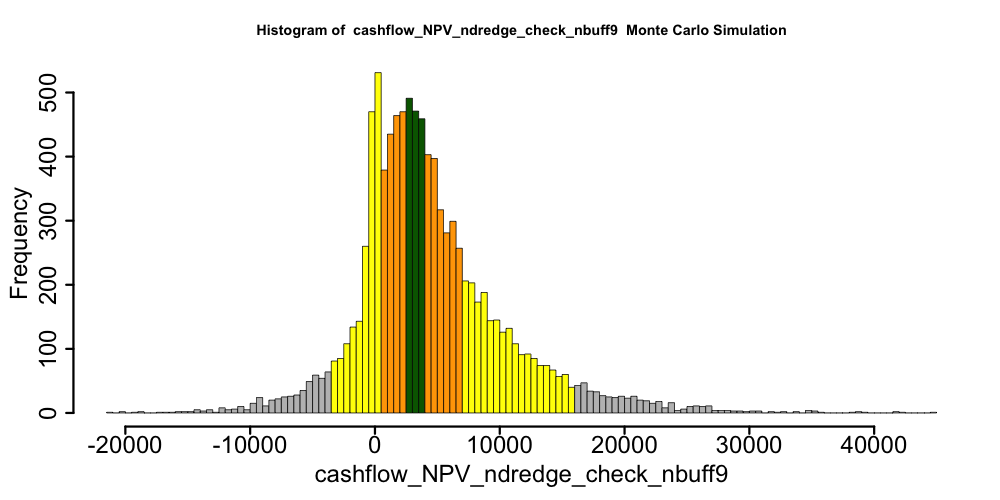 Histogram of  cashflow_NPV_ndredge_check_nbuff9  Monte Carlo Simulation
500
400
300
200
100
0
Frequency
-20000 -10000 0 10000 20000 30000 40000
cashflow_NPV_ndredge_check_nbuff9